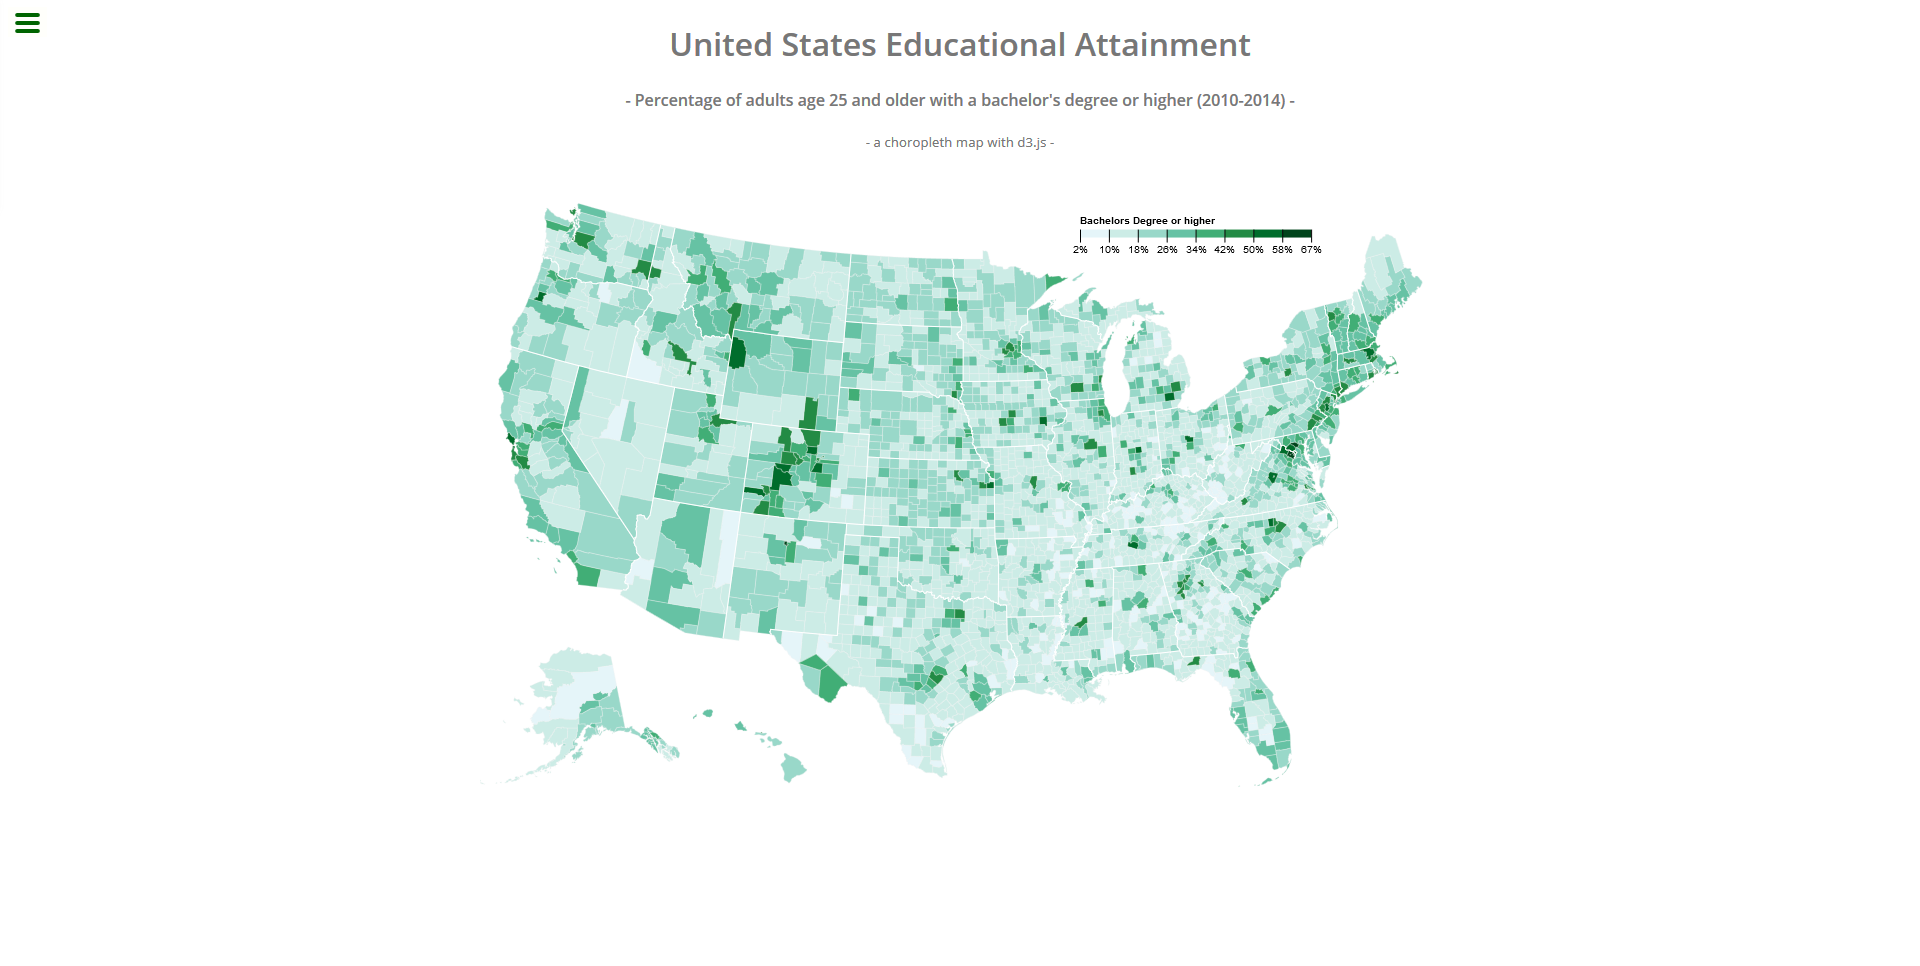 United States Educational Attainment
- Percentage of adults age 25 and older with a bachelor's degree or higher (2010-2014) -
- a choropleth map with d3.js -
Bachelors Degree or higher
2% 10% 18% 26% 34% 42% 50% 58% 67%